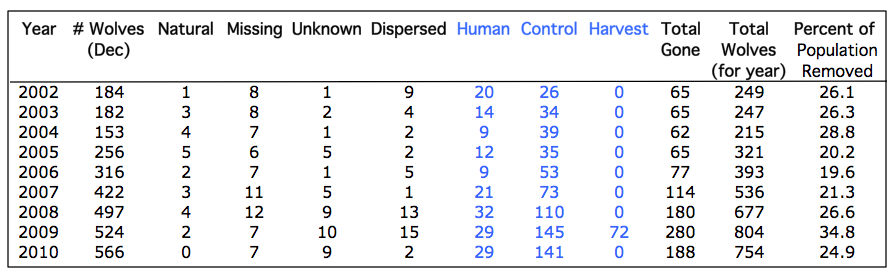 Year # Wolves Natural Missing Unknown Dispersed Human Control Harvest Total Total Percent of
(Dec) Gone Wolves Population
(for year) Removed
2002 184 1 8 1 9 20 26 0 65 249 26.1
2003 182 3 8 2 4 14 34 0 65 247 26.3
2004 153 4 7 1 2 9 39 0 62 215 28.8
2005 256 5 6 5 2 12 35 0 65 321 20.2
2006 316 2 7 1 5 9 53 0 77 393 19.6
2007 422 3 11 5 1 21 73 0 114 536 21.3
2008 497 4 12 9 13 32 110 0 180 677 26.6
2009 524 2 7 10 15 29 145 72 280 804 34.8
2010 566 0 7 9 2 29 141 0 188 754 24.9